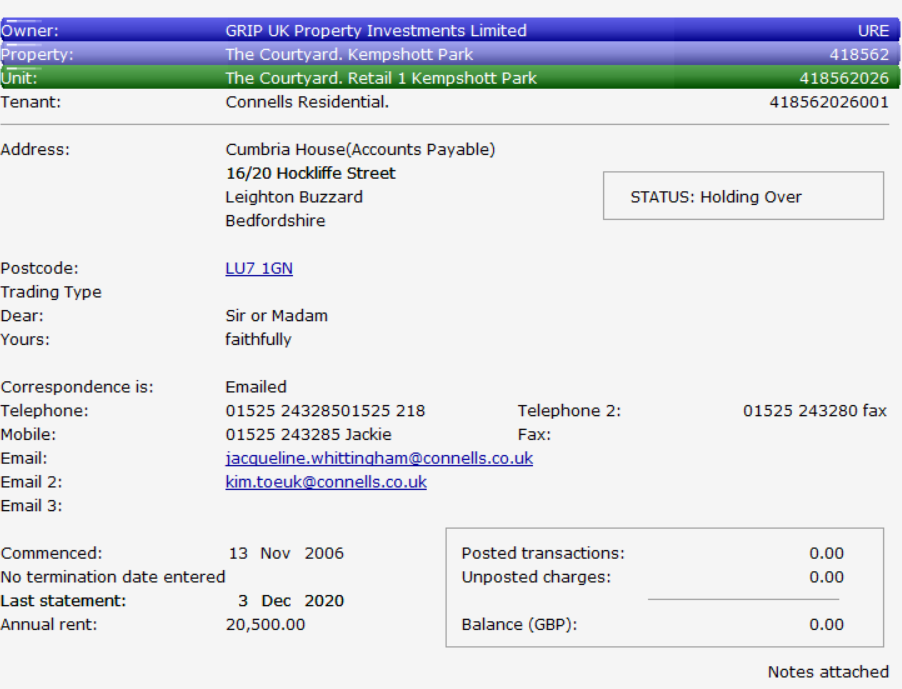 Owner: GRIP UK Property Investments Limited URE
Property: The Courtyard. Kempshott Park 418562
Unit: The Courtyard. Retail 1 Kempshott Park 418562026
Tenant: Connells Residential. 418562026001
Address: Cumbria House(Accounts Payable)
16/20 Hockliffe Street
Leighton Buzzard STATUS: Holding Over
Bedfordshire
Postcode: LU7 1GN
Trading Type
Dear: Sir or Madam
Yours: faithfully
Correspondence is: Emailed
Telephone: 01525 24328501525 218 Telephone 2: 01525 243280 fax
Mobile: 01525 243285 Jackie Fax:
Email: jacqueline.whittingham@connells.co.uk
Email 2: kim.toeuk@connells.co.uk
Email 3:
Commenced: 13 Nov 2006 Posted transactions: 0.00
No termination date entered Unposted charges: 0.00
Last statement: 3 Dec 2020
Annual rent: 20,500.00 Balance (GBP): 0.00
Notes attached